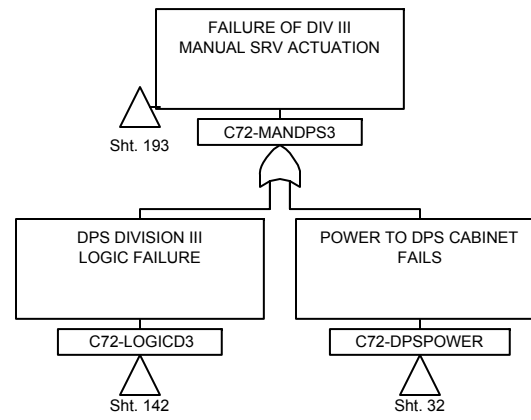 FAILURE OF DIV III
MANUAL SRV ACTUATION
C72-MANDPS3
Sht. 193
DPS DIVISION III
LOGIC FAILURE
C72-LOGICD3
Sht. 142
POWER TO DPS CABINET
FAILS
C72-DPSPOWER
Sht. 32